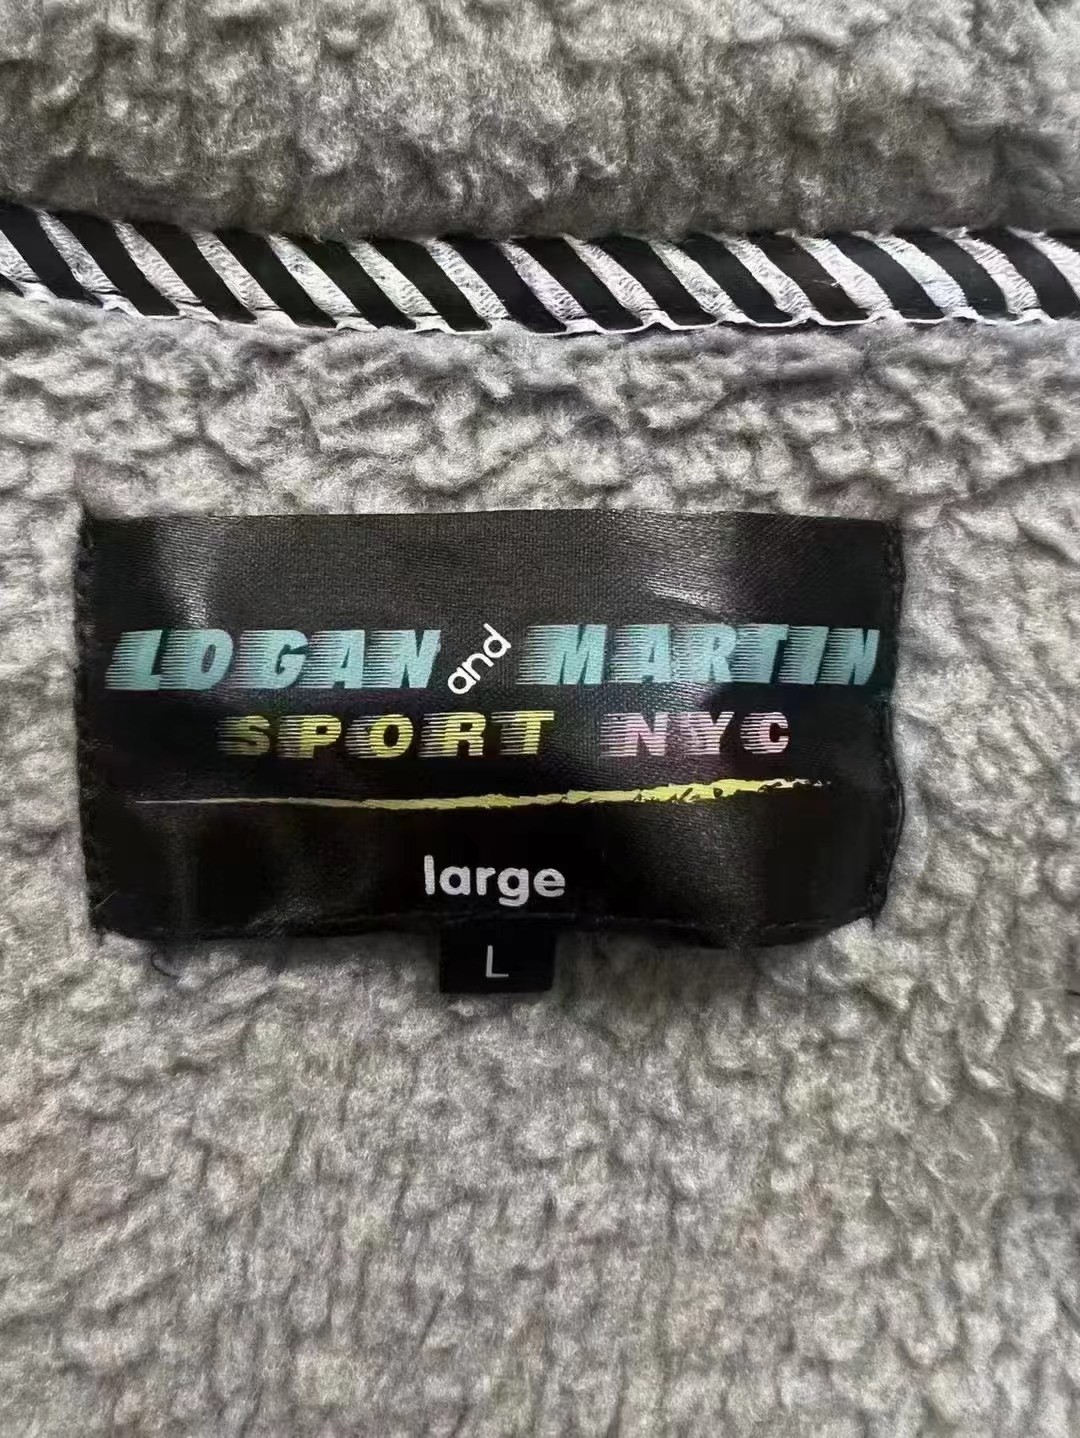 LOGAN and MARTIN
SPORT NYC
large
L